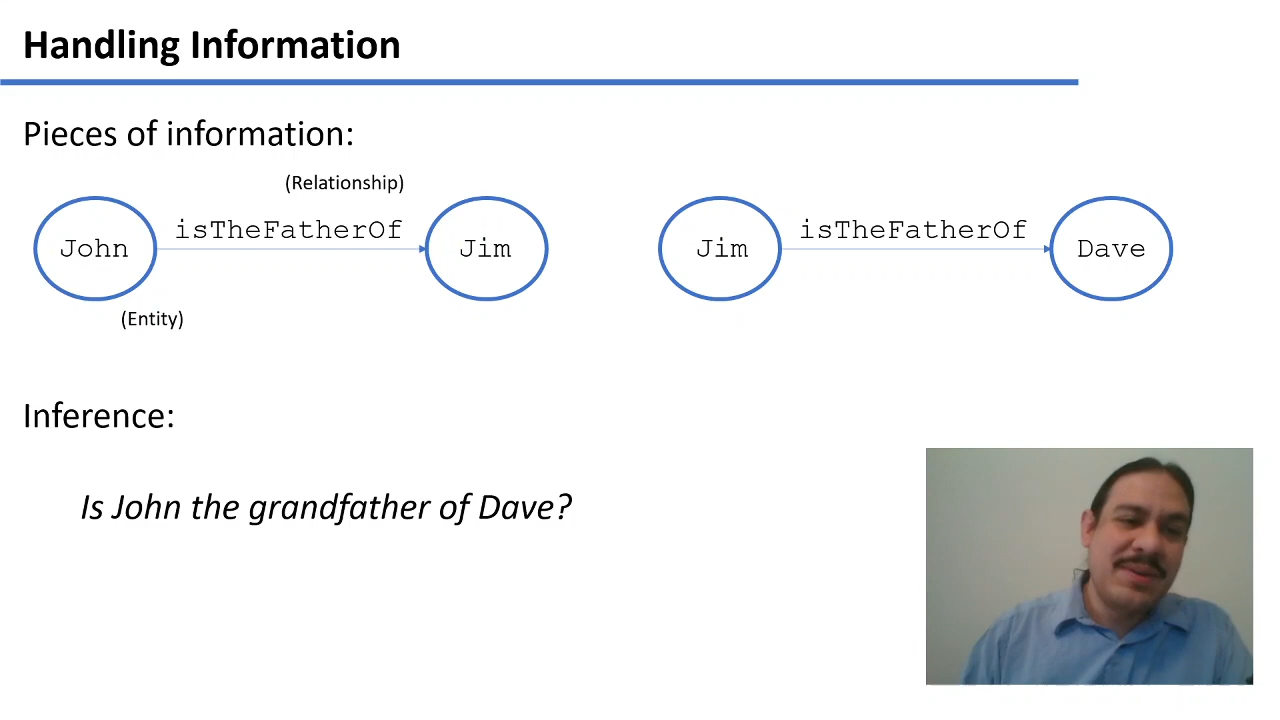 Handling Information
Pieces of information:
(Relationship)
John isTheFatherOf Jim
Jim isTheFatherOf Dave
(Entity)
Inference:
Is John the grandfather of Dave?